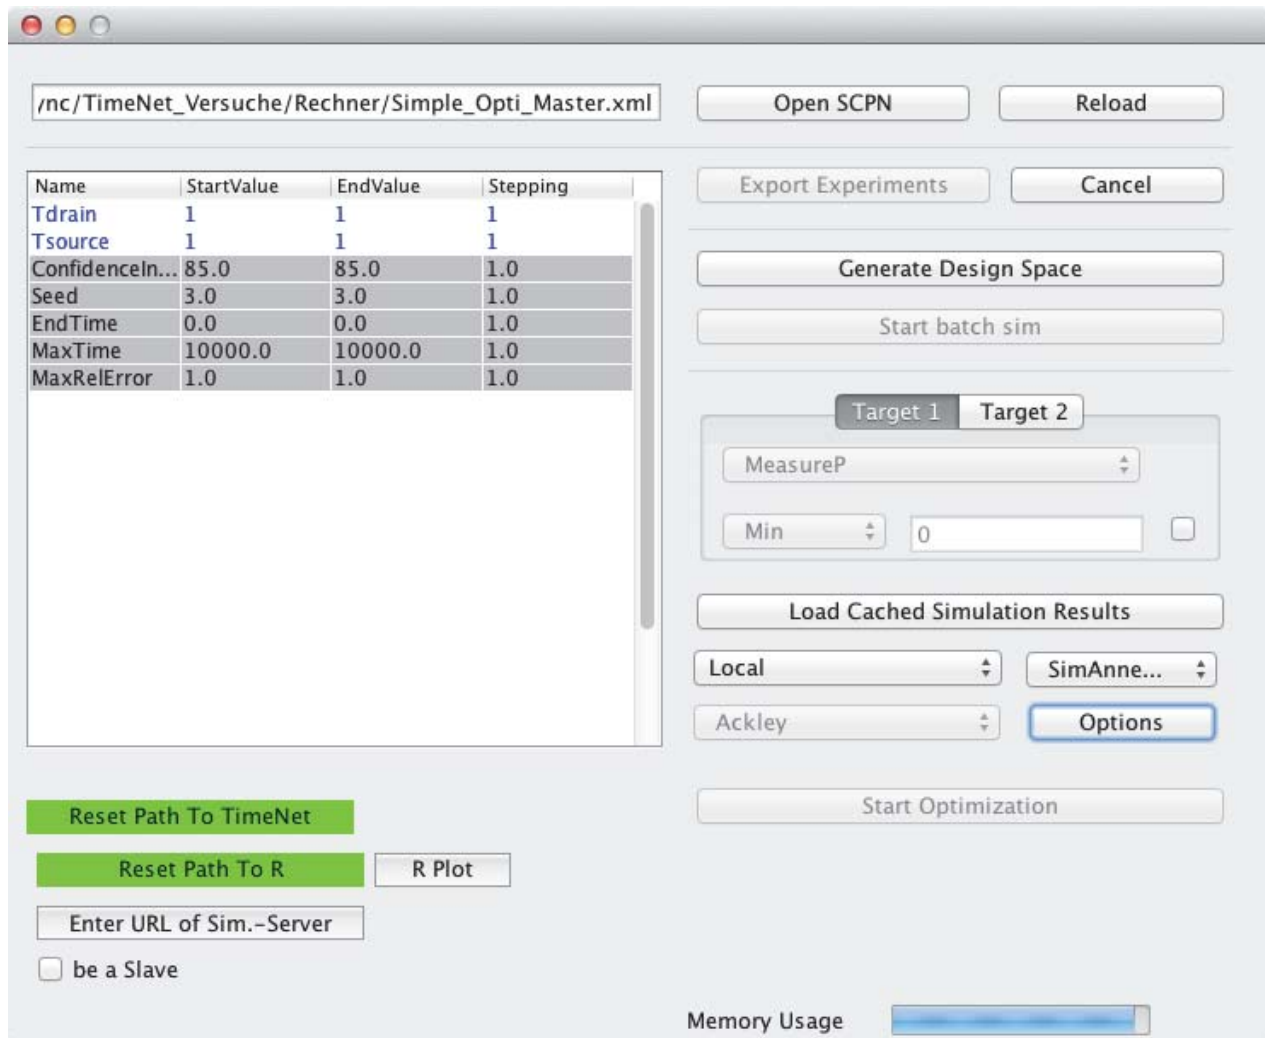 /nc/TimeNet_Versuche/Rechner/Simple_Opti_Master.xml
Open SCPN
Reload
Name StartValue EndValue Stepping
Tdrain 1 1 1
Tsource 1 1 1
ConfidenceIn... 85.0 85.0 1.0
Seed 3.0 3.0 1.0
EndTime 0.0 0.0 1.0
MaxTime 10000.0 10000.0 1.0
MaxRelError 1.0 1.0 1.0
Export Experiments
Cancel
Generate Design Space
Start batch sim
Target 1
Target 2
MeasureP
Min
0
Load Cached Simulation Results
Local
SimAnne...
Ackley
Options
Start Optimization
Reset Path To TimeNet
Reset Path To R
R Plot
Enter URL of Sim.-Server
be a Slave
Memory Usage